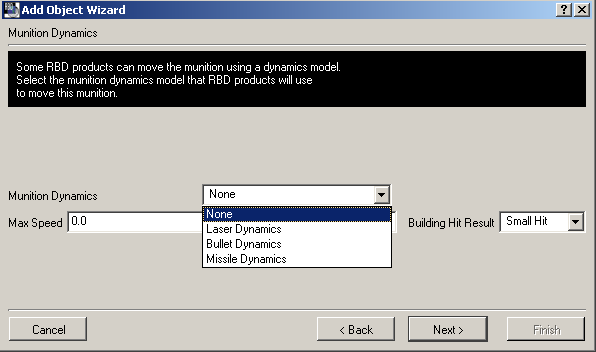 Add Object Wizard
Munition Dynamics
Some RBD products can move the munition using a dynamics model.
Select the munition dynamics model that RBD products will use
to move this munition.
Munition Dynamics None
None
Laser Dynamics
Bullet Dynamics
Missile Dynamics
Max Speed 0.0 Building Hit Result Small Hit
Cancel < Back Next > Finish